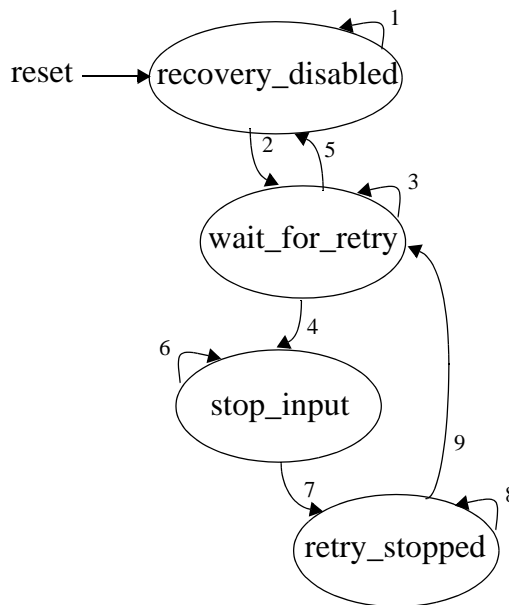 1
reset
recovery_disabled
2
5
3
wait_for_retry
4
6
stop_input
9
7
8
retry_stopped